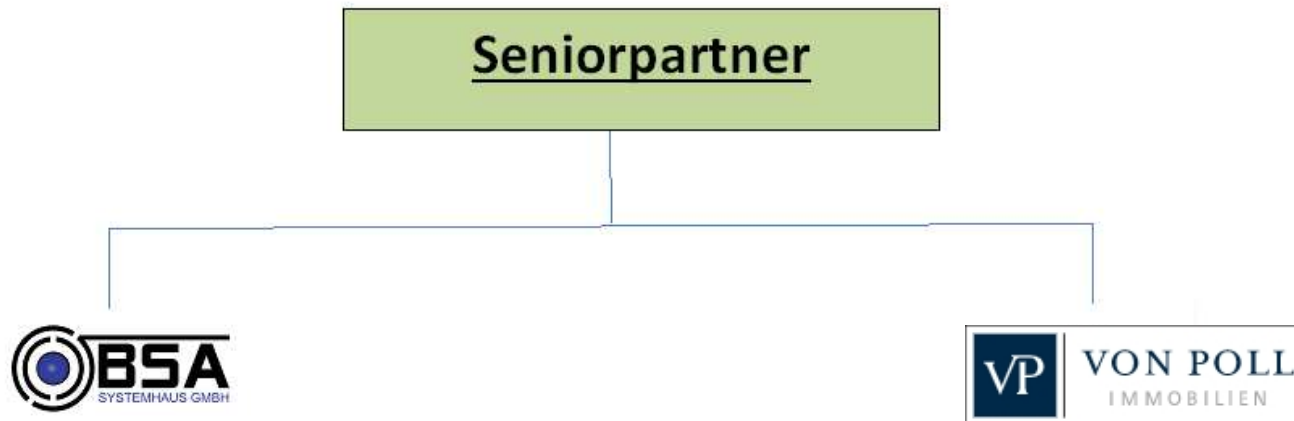 Seniorpartner
BSA
SYSTEMHAUS GMBH
VP
VON POLL
IMMOBILIEN